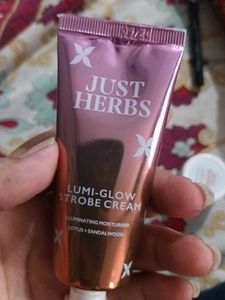 JUST
HERBS
LUMI-GLOW
STROBE CREAM
ILLUMINATING MOISTURISER
LOTUS + SANDALWOOD